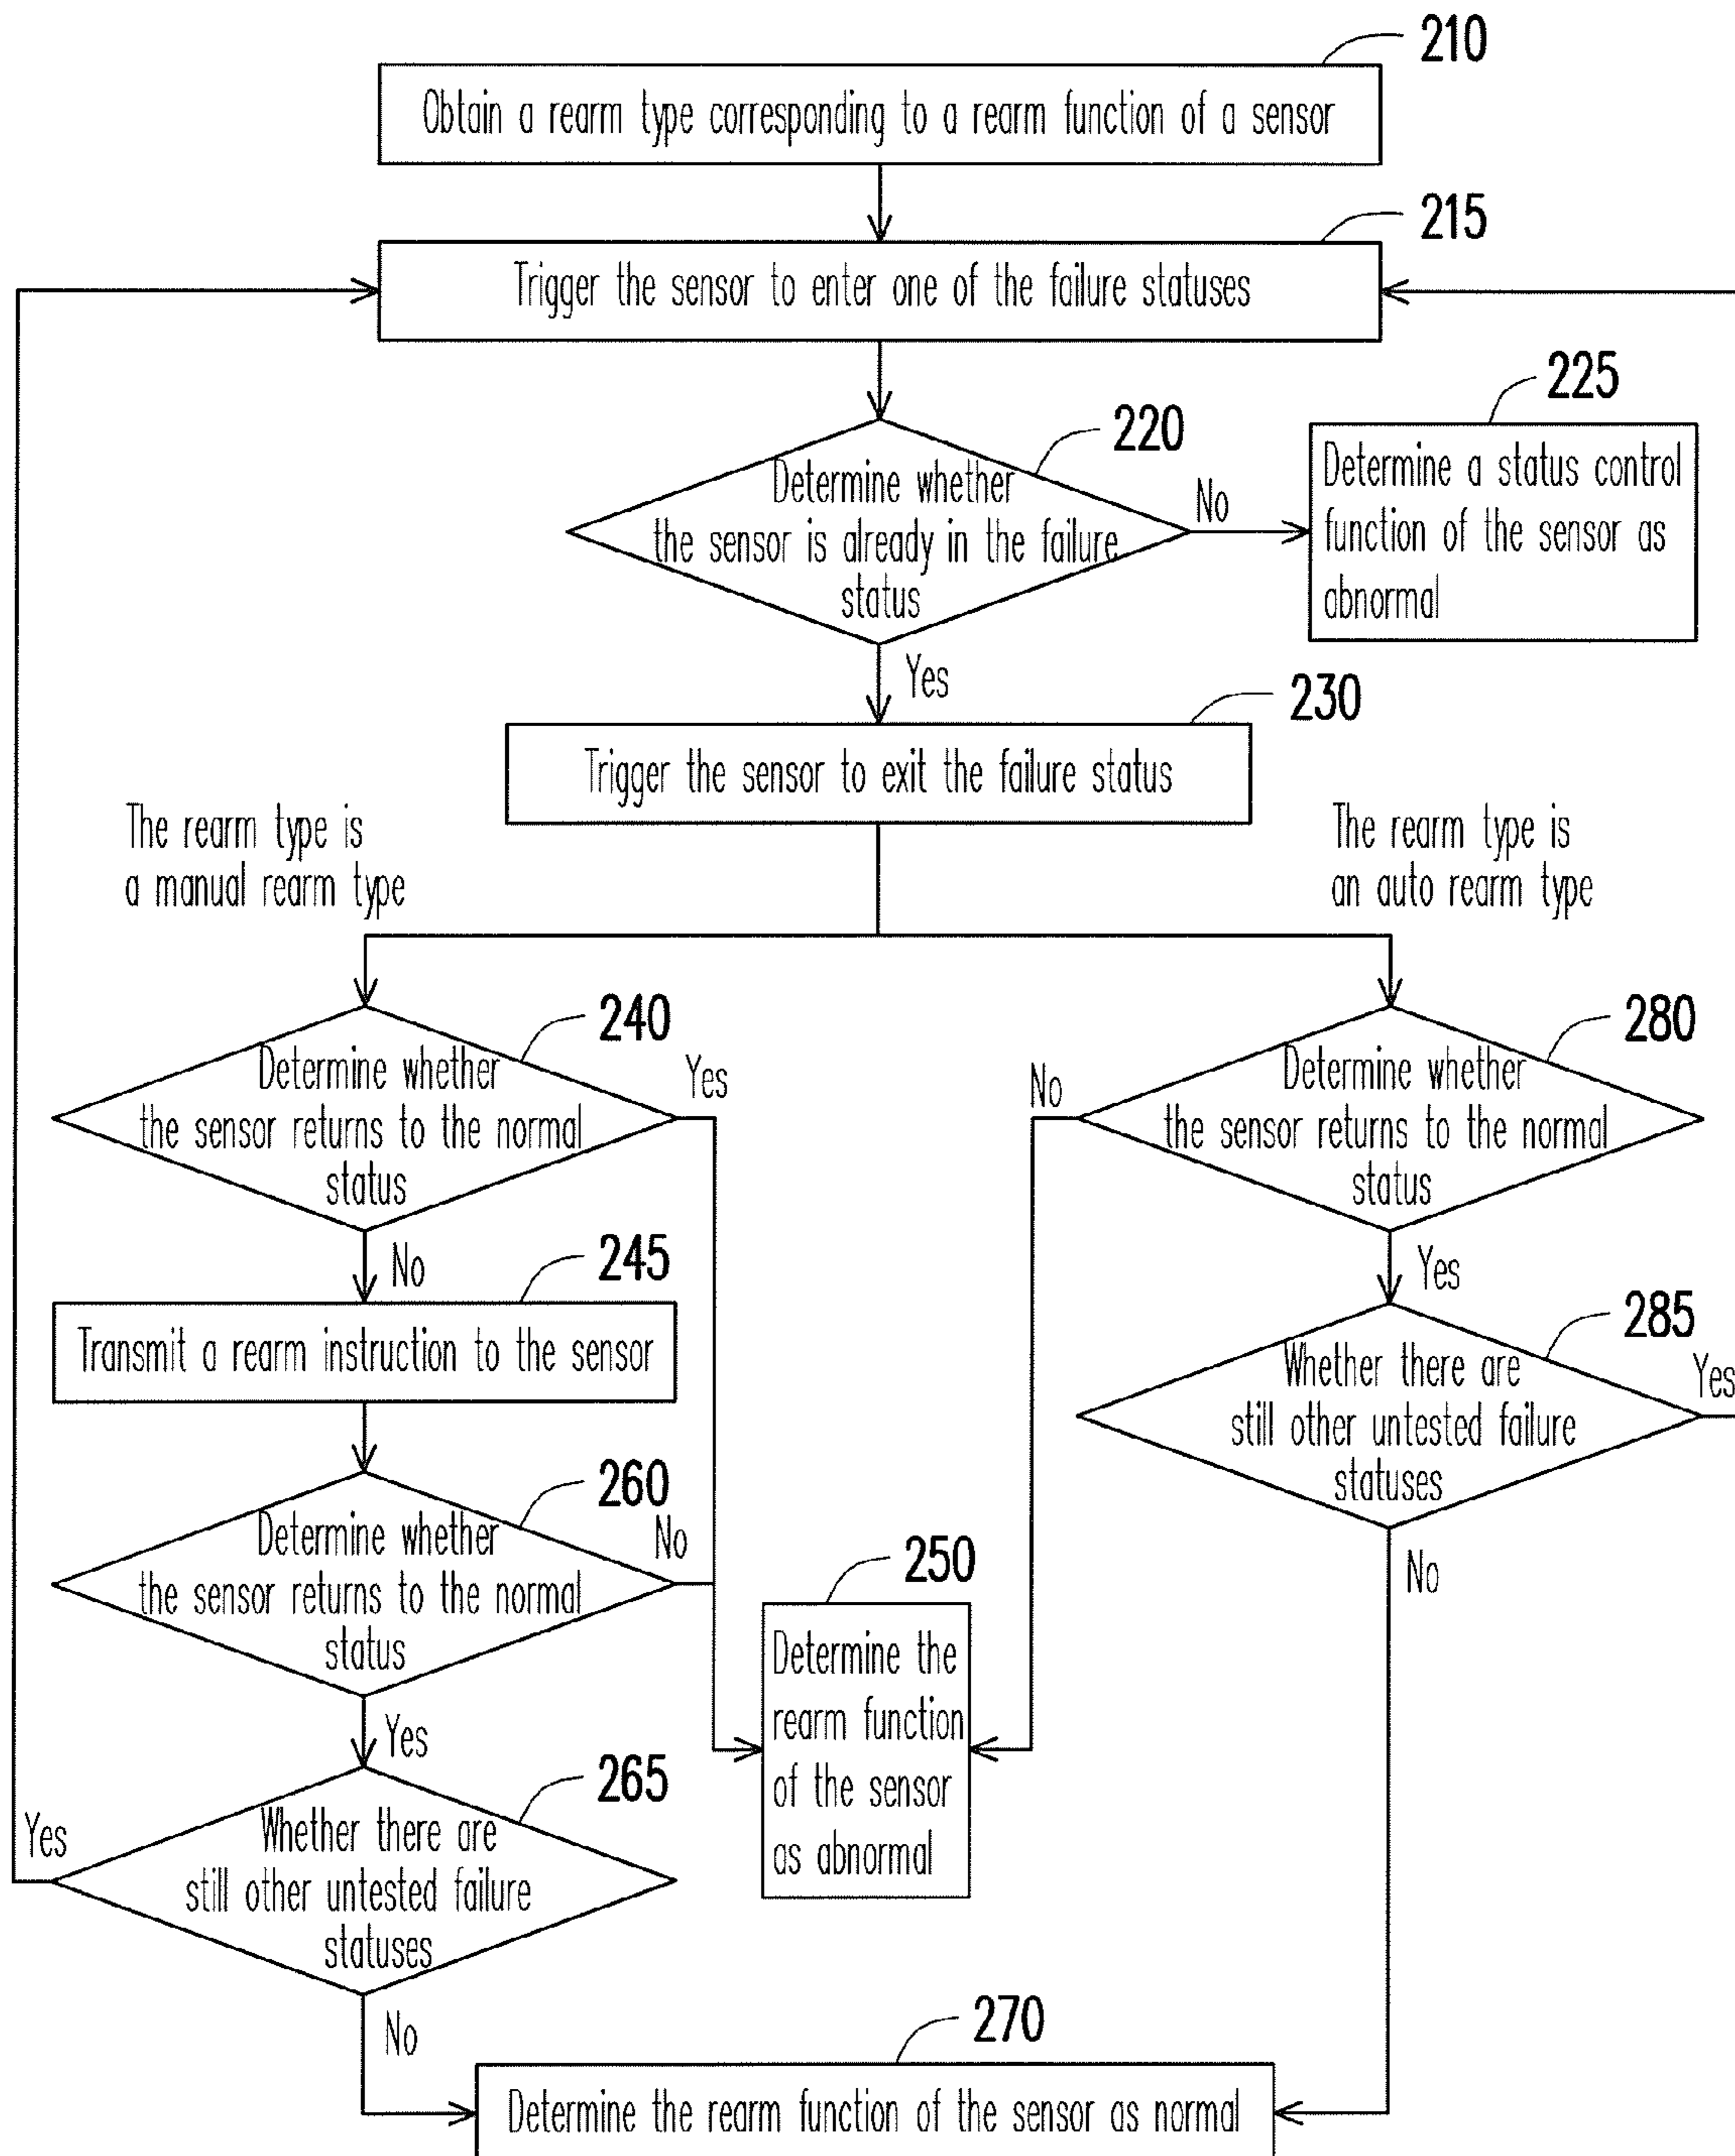 210
Obtain a rearm type corresponding to a rearm function of a sensor
215
Trigger the sensor to enter one of the failure statuses
220
Determine whether
the sensor is already in the failure
status
No
225
Determine a status control
function of the sensor as
abnormal
Yes
230
Trigger the sensor to exit the failure status
The rearm type is
a manual rearm type
The rearm type is
an auto rearm type
240
Determine whether
the sensor returns to the normal
status
Yes
No
245
Transmit a rearm instruction to the sensor
260
Determine whether
the sensor returns to the normal
status
No
Yes
265
Whether there are
still other untested failure
statuses
Yes
No
250
Determine the
rearm function
of the sensor
as abnormal
280
Determine whether
the sensor returns to the normal
status
No
Yes
285
Whether there are
still other untested failure
statuses
Yes
No
270
Determine the rearm function of the sensor as normal